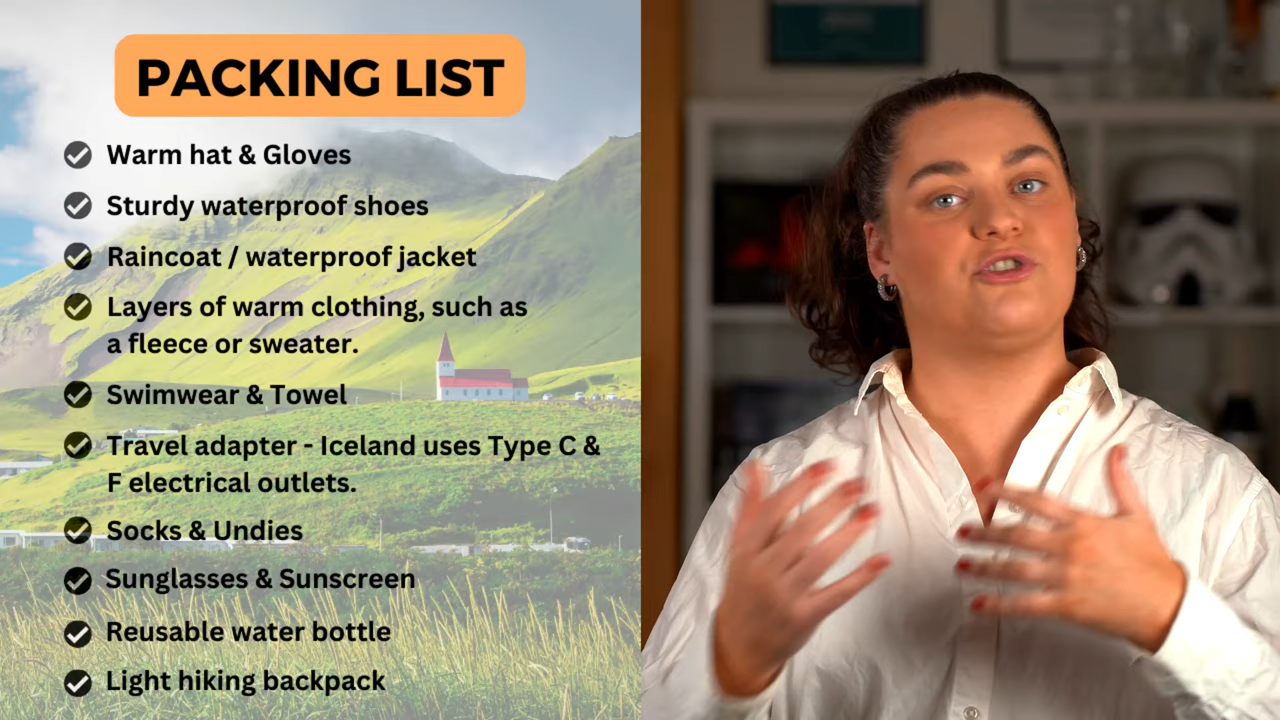 PACKING LIST
Warm hat & Gloves
Sturdy waterproof shoes
Raincoat / waterproof jacket
Layers of warm clothing, such as
a fleece or sweater.
Swimwear & Towel
Travel adapter - Iceland uses Type C &
F electrical outlets.
Socks & Undies
Sunglasses & Sunscreen
Reusable water bottle
Light hiking backpack